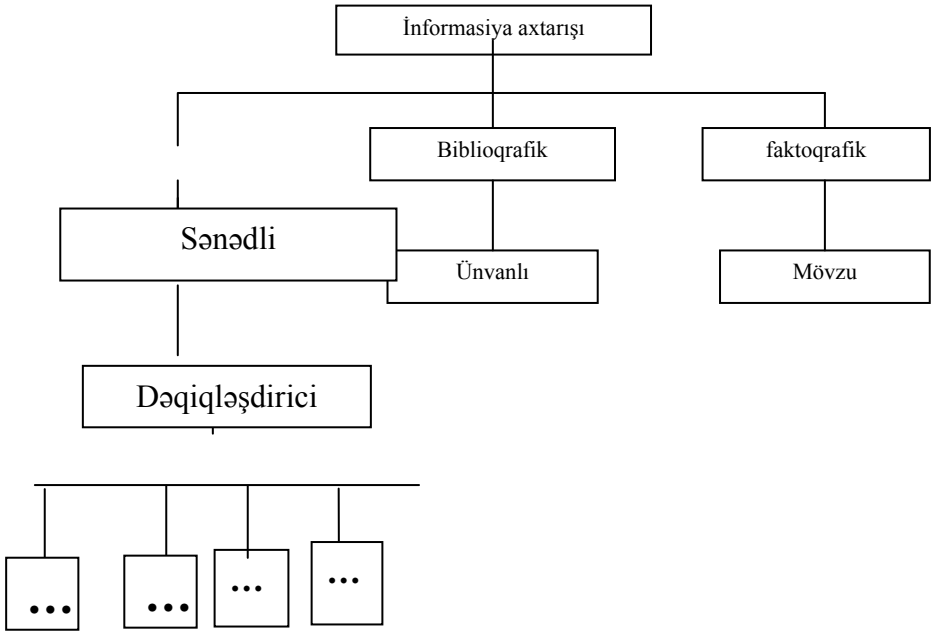 İnformasiya axtarışı
Biblioqrafik
faktoqrafik
Sənədli
Ünvanlı
Mövzu
Dəqiqləşdirici
...
...
...
...